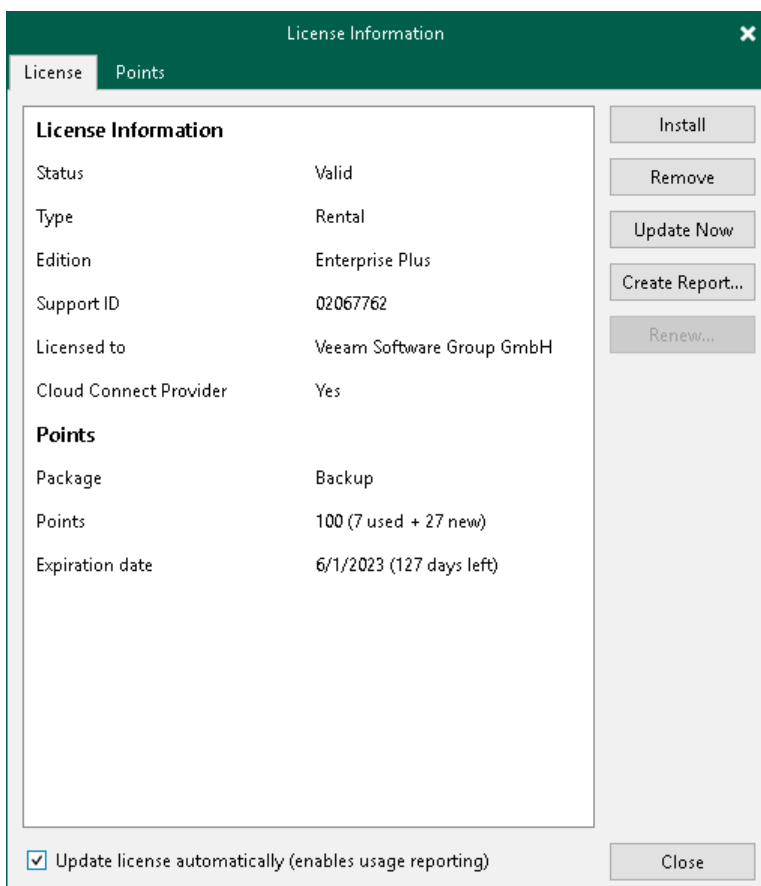 License Information
License Points
License Information
Install
Status Valid
Remove
Type Rental
Update Now
Edition Enterprise Plus
Create Report...
Support ID 02067762
Renew...
Licensed to Veeam Software Group GmbH
Cloud Connect Provider Yes
Points
Package Backup
Points 100 (7 used + 27 new)
Expiration date 6/1/2023 (127 days left)
Update license automatically (enables usage reporting)
Close